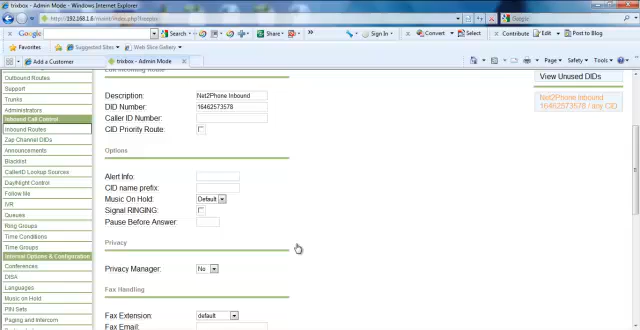 trixbox - Admin Mode - Windows Internet Explorer
Google
Search
Share
Sign In
Convert
Select
Contribute
Edit
Post to Blog
Favorites
Suggested Sites
Web Slice Gallery
Add a Customer
trixbox - Admin Mode
Page
Safety
Tools
Outbound Routes
Support
Trunks
Administrators
Inbound Call Control
Inbound Routes
Zap Channel DIDs
Announcements
Blacklist
CallerID Lookup Sources
Day/Night Control
Follow Me
IVR
Queues
Ring Groups
Time Conditions
Time Groups
Internal Options & Configuration
Conferences
DISA
Languages
Music on Hold
PIN Sets
Paging and Intercom
Description: Net2Phone Inbound
DID Number: 16462573578
Caller ID Number:
CID Priority Route:
Options
Alert Info:
CID name prefix:
Music On Hold: Default
Signal RINGING:
Pause Before Answer:
Privacy
Privacy Manager: No
Fax Handling
Fax Extension: default
Fax Email:
View Unused DIDs
Net2Phone Inbound
16462573578 / any CID